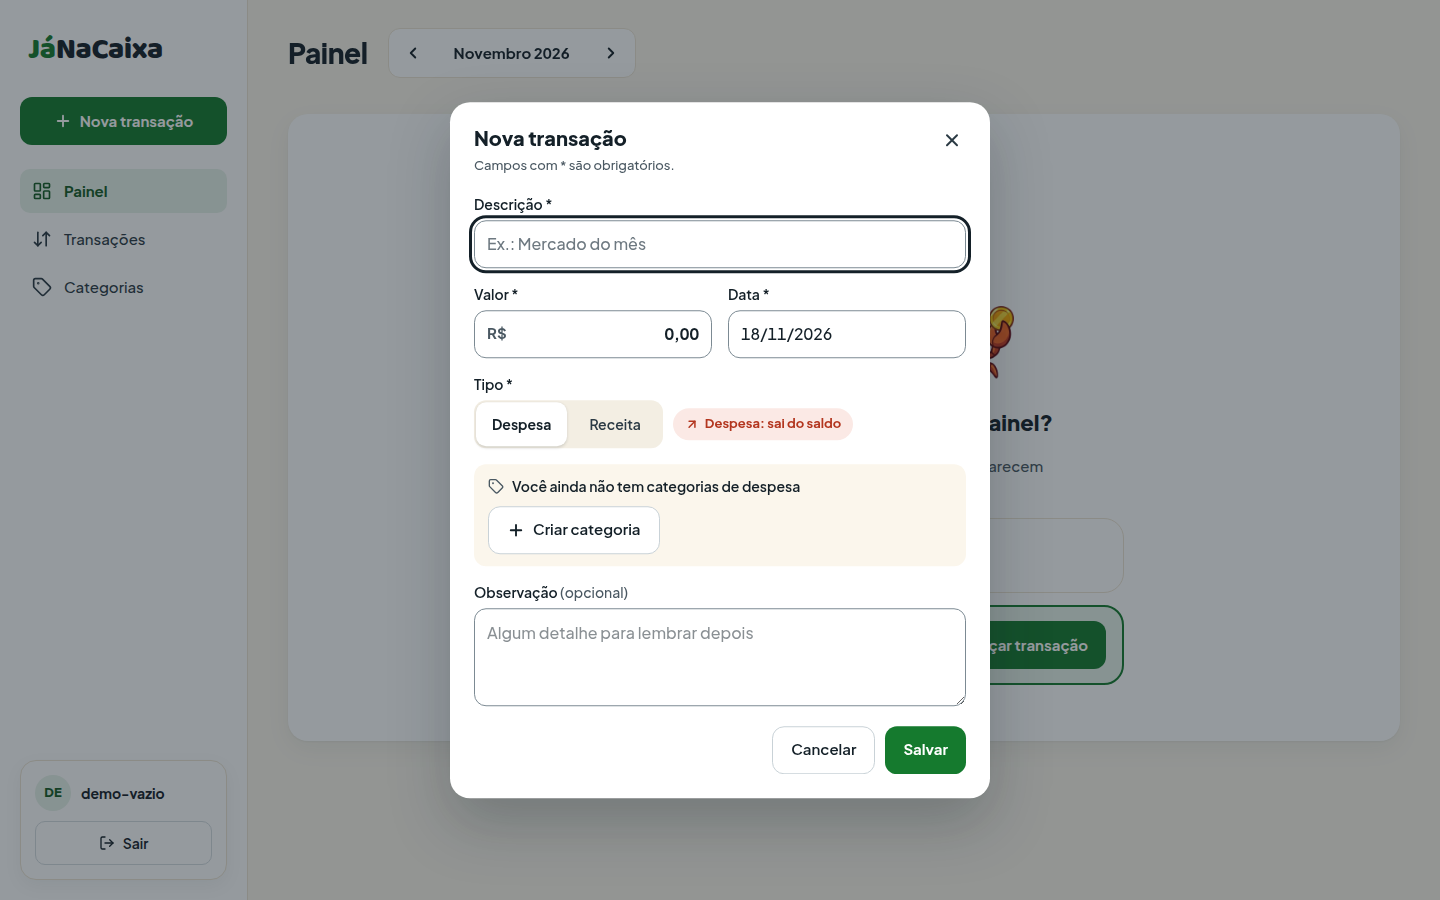 JáNaCaixa
Nova transação
Painel
Transações
Categorias
DE
demo-vazio
Sair
Painel
Novembro 2026
Nova transação
Campos com * são obrigatórios.
Descrição *
Ex.: Mercado do mês
Valor *
Data *
R$ 0,00
18/11/2026
Tipo *
Despesa
Receita
Despesa: sai do saldo
Você ainda não tem categorias de despesa
Criar categoria
Observação (opcional)
Algum detalhe para lembrar depois
Cancelar
Salvar
ainel?
arecem
çar transação